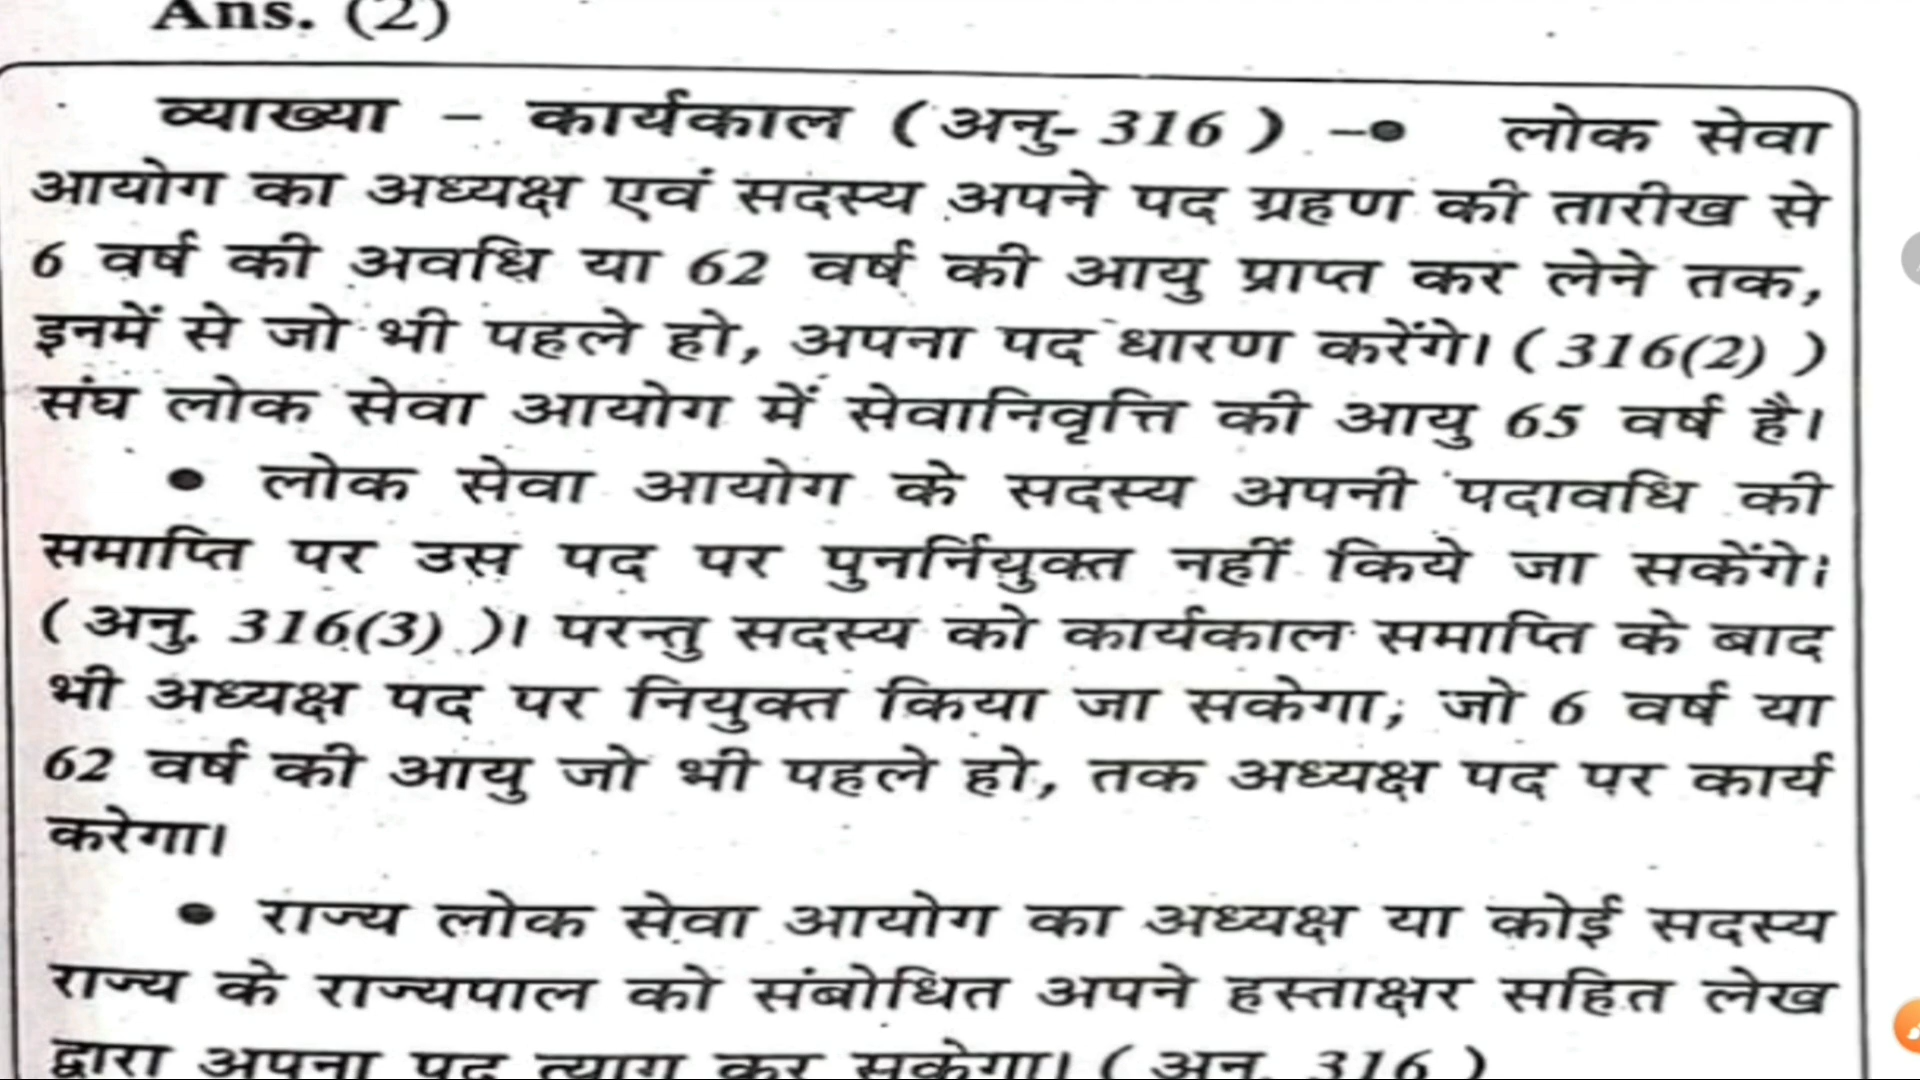 Ans. (2)
व्याख्या – कार्यकाल ( अनु- 316 ) –● लोक सेवा
आयोग का अध्यक्ष एवं सदस्य अपने पद ग्रहण की तारीख से
6 वर्ष की अवधि या 62 वर्ष की आयु प्राप्त कर लेने तक,
इनमें से जो भी पहले हो, अपना पद धारण करेंगे। ( 316(2) )
संघ लोक सेवा आयोग में सेवानिवृत्ति की आयु 65 वर्ष है।
● लोक सेवा आयोग के सदस्य अपनी पदावधि की
समाप्ति पर उस पद पर पुनर्नियुक्त नहीं किये जा सकेंगे।
( अनु. 316(3) )। परन्तु सदस्य को कार्यकाल समाप्ति के बाद
भी अध्यक्ष पद पर नियुक्त किया जा सकेगा; जो 6 वर्ष या
62 वर्ष की आयु जो भी पहले हो, तक अध्यक्ष पद पर कार्य
करेगा।
● राज्य लोक सेवा आयोग का अध्यक्ष या कोई सदस्य
राज्य के राज्यपाल को संबोधित अपने हस्ताक्षर सहित लेख
द्वारा अपना पद त्याग कर सकेगा। ( अनु. 316 )